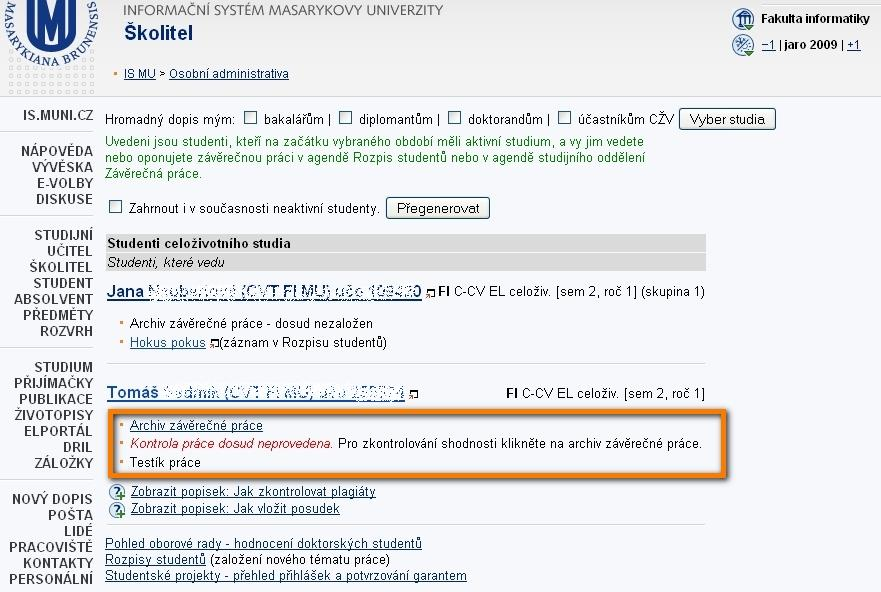 MASARYKIANA BRUNENSIS
INFORMAČNÍ SYSTÉM MASARYKOVY UNIVERZITY
Školitel
IS MU > Osobní administrativa
Fakulta informatiky
−1 | jaro 2009 | +1
IS.MUNI.CZ
NÁPOVĚDA
VÝVĚSKA
E-VOLBY
DISKUSE
STUDIJNÍ
UČITEL
ŠKOLITEL
STUDENT
ABSOLVENT
PŘEDMĚTY
ROZVRH
STUDIUM
PŘIJÍMAČKY
PUBLIKACE
ŽIVOTOPISY
ELPORTÁL
DRIL
ZÁLOŽKY
NOVÝ DOPIS
POŠTA
LIDÉ
PRACOVIŠTĚ
KONTAKTY
PERSONÁLNÍ
Hromadný dopis mým: bakalářům | diplomantům | doktorandům | účastníkům CŽV Vyber studia
Uvedeni jsou studenti, kteří na začátku vybraného období měli aktivní studium, a vy jim vedete
nebo oponujete závěrečnou práci v agendě Rozpis studentů nebo v agendě studijního oddělení
Závěrečná práce.
Zahrnout i v současnosti neaktivní studenty. Přegenerovat
Studenti celoživotního studia
Studenti, které vedu
Jana (CVT FI MU) FI C-CV EL celoživ. [sem 2, roč 1] (skupina 1)
Archiv závěrečné práce - dosud nezaložen
Hokus pokus (záznam v Rozpisu studentů)
Tomáš FI C-CV EL celoživ. [sem 2, roč 1]
Archiv závěrečné práce
Kontrola práce dosud neprovedena. Pro zkontrolování shodnosti klikněte na archiv závěrečné práce.
Testík práce
Zobrazit popisek: Jak zkontrolovat plagiáty
Zobrazit popisek: Jak vložit posudek
Pohled oborové rady - hodnocení doktorských studentů
Rozpisy studentů (založení nového tématu práce)
Studentské projekty - přehled přihlášek a potvrzování garantem